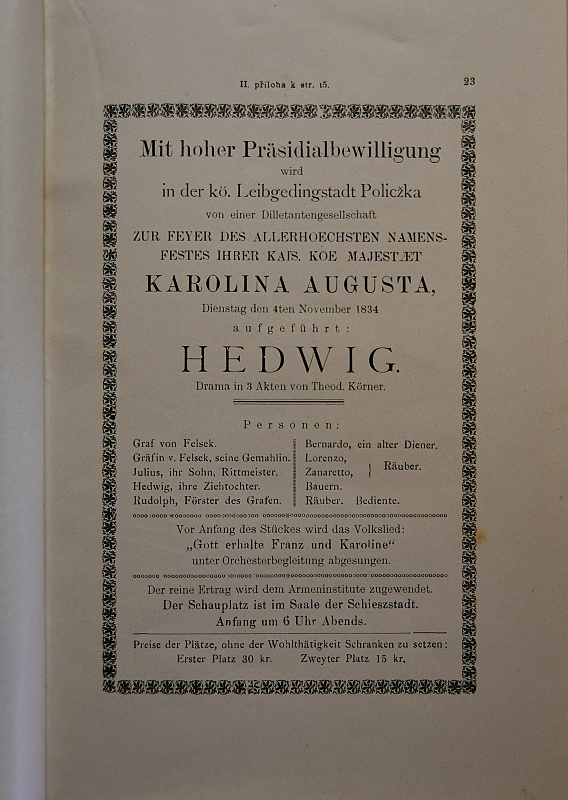 II. příloha k str. 15.
23
Mit hoher Präsidialbewilligung
wird
in der kö. Leibgedingstadt Policžka
von einer Dilletantengesellschaft
ZUR FEYER DES ALLERHOECHSTEN NAMENS-
FESTES IHRER KAIS. KOE MAJESTÆT
KAROLINA AUGUSTA,
Dienstag den 4ten November 1834
aufgeführt:
HEDWIG.
Drama in 3 Akten von Theod. Körner.
Personen:
Graf von Felsek.
Gräfin v. Felsek, seine Gemahlin.
Julius, ihr Sohn, Rittmeister.
Hedwig, ihre Ziehtochter.
Rudolph, Förster des Grafen.
Bernardo, ein alter Diener.
Lorenzo,
Zanaretto, } Räuber.
Bauern.
Räuber. Bediente.
Vor Anfang des Stückes wird das Volkslied:
„Gott erhalte Franz und Karoline“
unter Orchesterbegleitung abgesungen.
Der reine Ertrag wird dem Armeninstitute zugewendet.
Der Schauplatz ist im Saale der Schieszstadt.
Anfang um 6 Uhr Abends.
Preise der Plätze, ohne der Wohlthätigkeit Schranken zu setzen:
Erster Platz 30 kr. Zweyter Platz 15 kr.